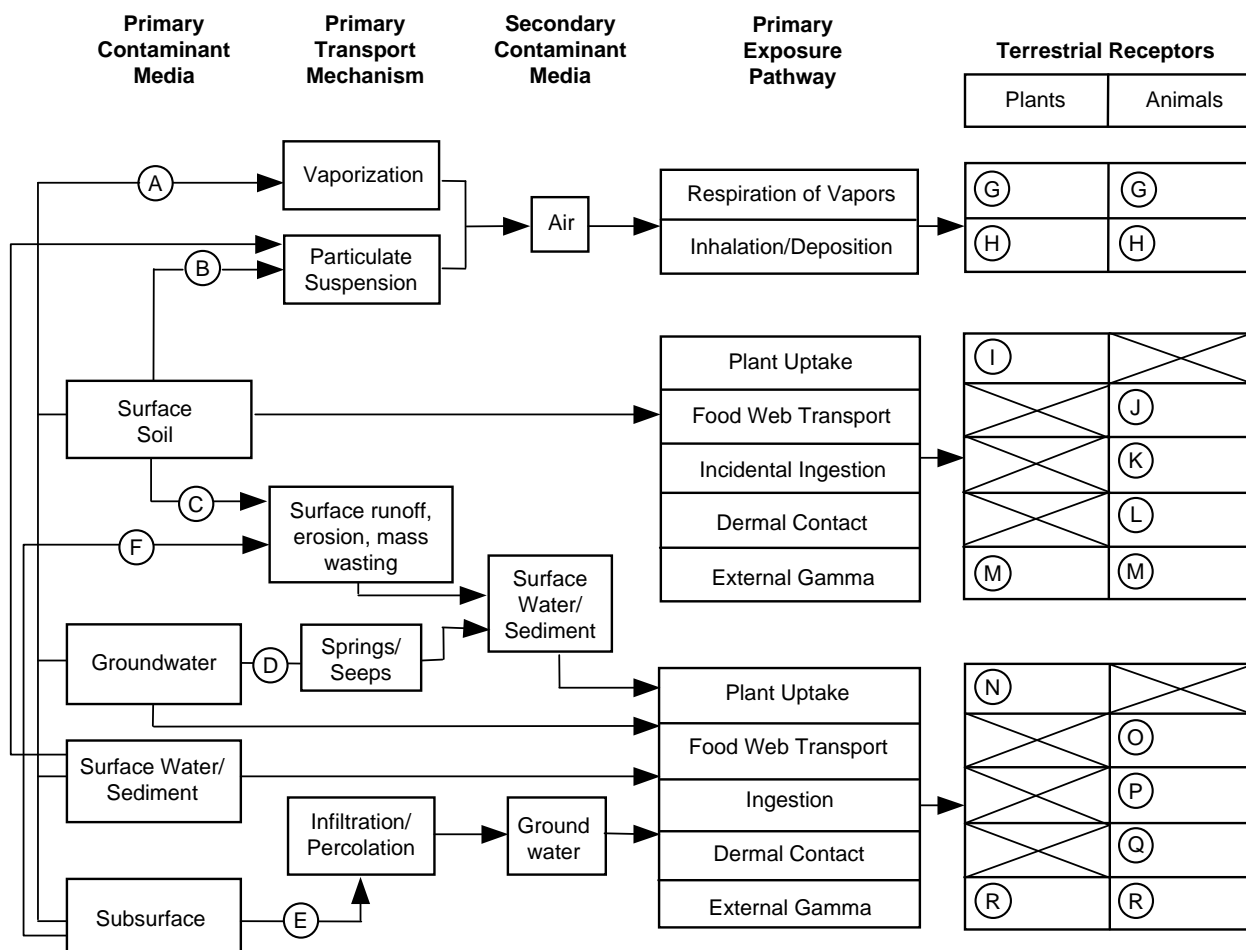 Primary
Contaminant
Media
Primary
Transport
Mechanism
Secondary
Contaminant
Media
Primary
Exposure
Pathway
Terrestrial Receptors
Plants
Animals
A
Vaporization
B
Particulate
Suspension
Air
Respiration of Vapors
Inhalation/Deposition
G
G
H
H
Surface
Soil
C
F
Surface runoff,
erosion, mass
wasting
Plant Uptake
Food Web Transport
Incidental Ingestion
Dermal Contact
External Gamma
I
J
K
L
M
M
Groundwater
D
Springs/
Seeps
Surface
Water/
Sediment
Surface Water/
Sediment
Infiltration/
Percolation
Ground
water
Subsurface
E
Plant Uptake
Food Web Transport
Ingestion
Dermal Contact
External Gamma
N
O
P
Q
R
R